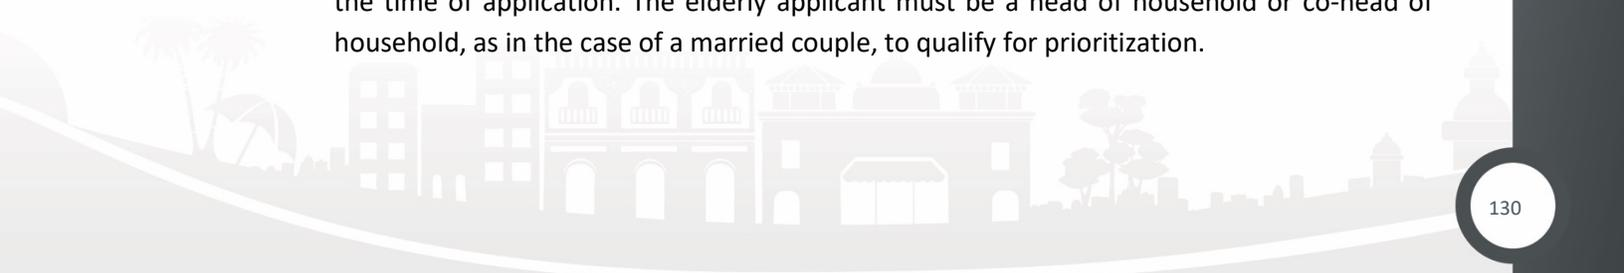 the time of application. The elderly applicant must be a head of household or co-head of
household, as in the case of a married couple, to qualify for prioritization.
130